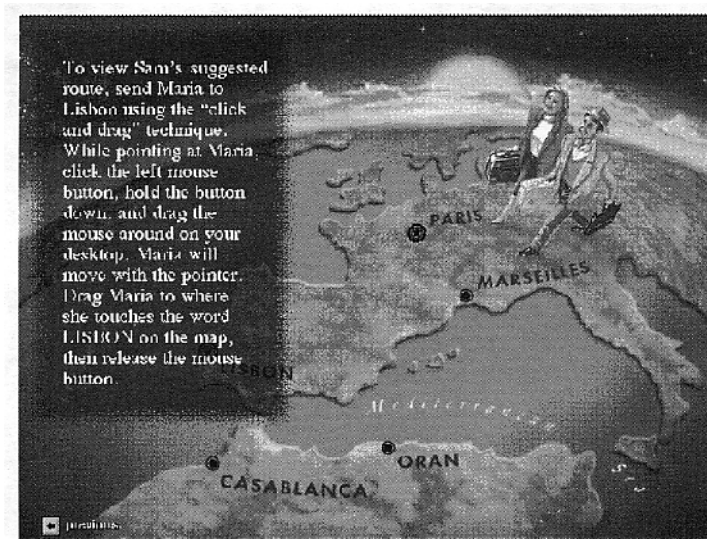 To view Sam's suggested
route, send Maria to
Lisbon using the "click
and drag" technique.
While pointing at Maria,
click the left mouse
button, hold the button
down, and drag the
mouse around on your
desktop. Maria will
move with the pointer.
Drag Maria to where
she touches the word
LISBON on the map,
then release the mouse
button.
PARIS
MARSEILLES
LISBON
Mediterranean
Sea
ORAN
CASABLANCA
previous